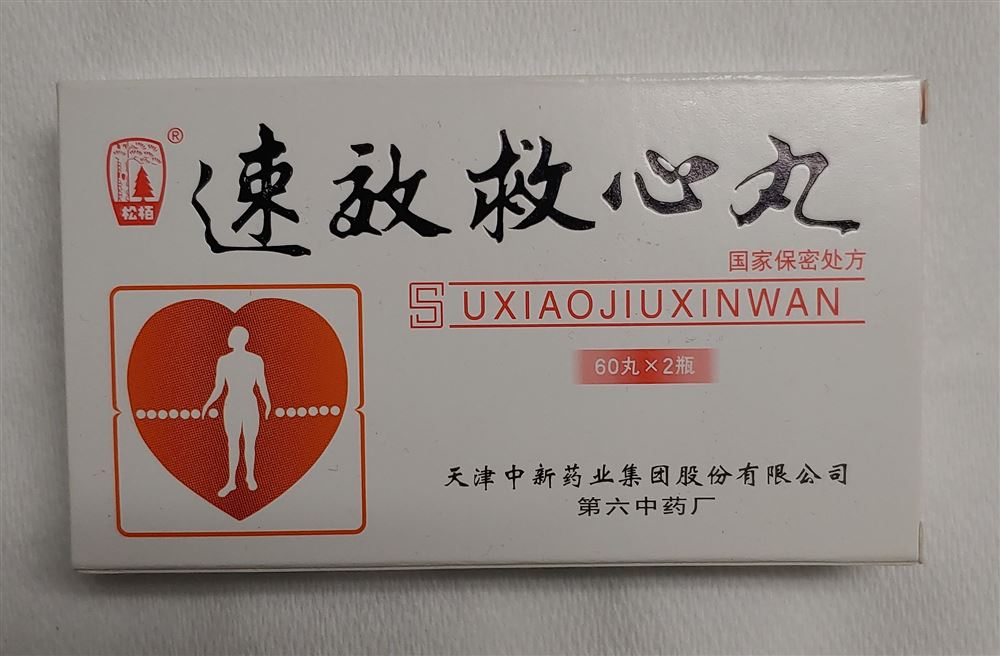 ®
松栢
速效救心丸
国家保密处方
SUXIAOJIUXINWAN
60丸×2瓶
天津中新药业集团股份有限公司
第六中药厂